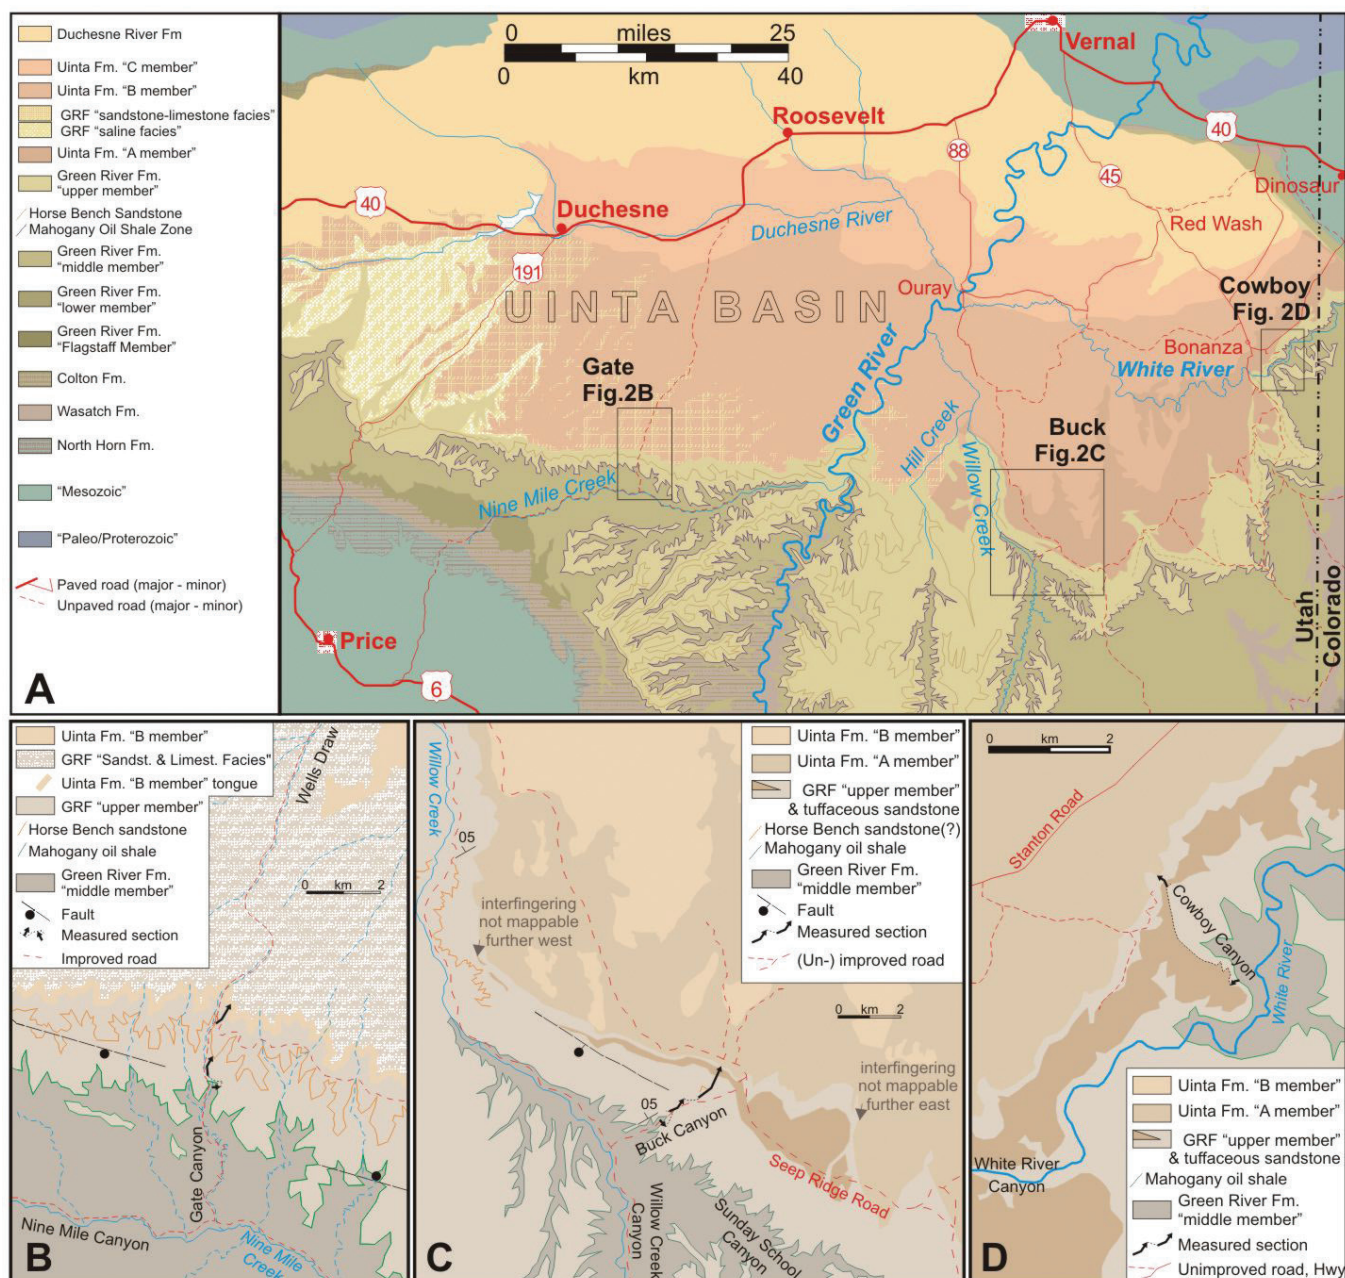 Duchesne River Fm
Uinta Fm. “C member”
Uinta Fm. “B member”
GRF “sandstone-limestone facies”
GRF “saline facies”
Uinta Fm. “A member”
Green River Fm.
“upper member”
Horse Bench Sandstone
Mahogany Oil Shale Zone
Green River Fm.
“middle member”
Green River Fm.
“lower member”
Green River Fm.
“Flagstaff Member”
Colton Fm.
Wasatch Fm.
North Horn Fm.
“Mesozoic”
“Paleo/Proterozoic”
Paved road (major - minor)
Unpaved road (major - minor)
A
0 miles 25
0 km 40
Vernal
Roosevelt
40
88
45
Dinosaur
40
Duchesne
Duchesne River
Red Wash
191
Ouray
UINTA BASIN
Cowboy
Fig. 2D
Bonanza
White River
Gate
Fig.2B
Green River
Hill Creek
Willow Creek
Buck
Fig.2C
Nine Mile Creek
Utah
Colorado
Price
6
Uinta Fm. “B member”
GRF “Sandst. & Limest. Facies"
Uinta Fm. “B member” tongue
GRF “upper member”
Horse Bench sandstone
Mahogany oil shale
Green River Fm.
“middle member”
Fault
Measured section
Improved road
0 km 2
Wells Draw
Gate Canyon
Nine Mile Canyon
Nine Mile
Creek
B
Uinta Fm. “B member”
Uinta Fm. “A member”
GRF “upper member”
& tuffaceous sandstone
Horse Bench sandstone(?)
Mahogany oil shale
Green River Fm.
“middle member”
Fault
Measured section
(Un-) improved road
0 km 2
Willow Creek
05
interfingering
not mappable
further west
interfingering
not mappable
further east
05
Buck Canyon
Seep Ridge Road
Willow Creek
Canyon
Sunday School
Canyon
C
0 km 2
Stanton Road
Cowboy Canyon
White River
White River
Canyon
Uinta Fm. “B member”
Uinta Fm. “A member”
GRF “upper member”
& tuffaceous sandstone
Mahogany oil shale
Green River Fm.
“middle member”
Measured section
Unimproved road, Hwy
D